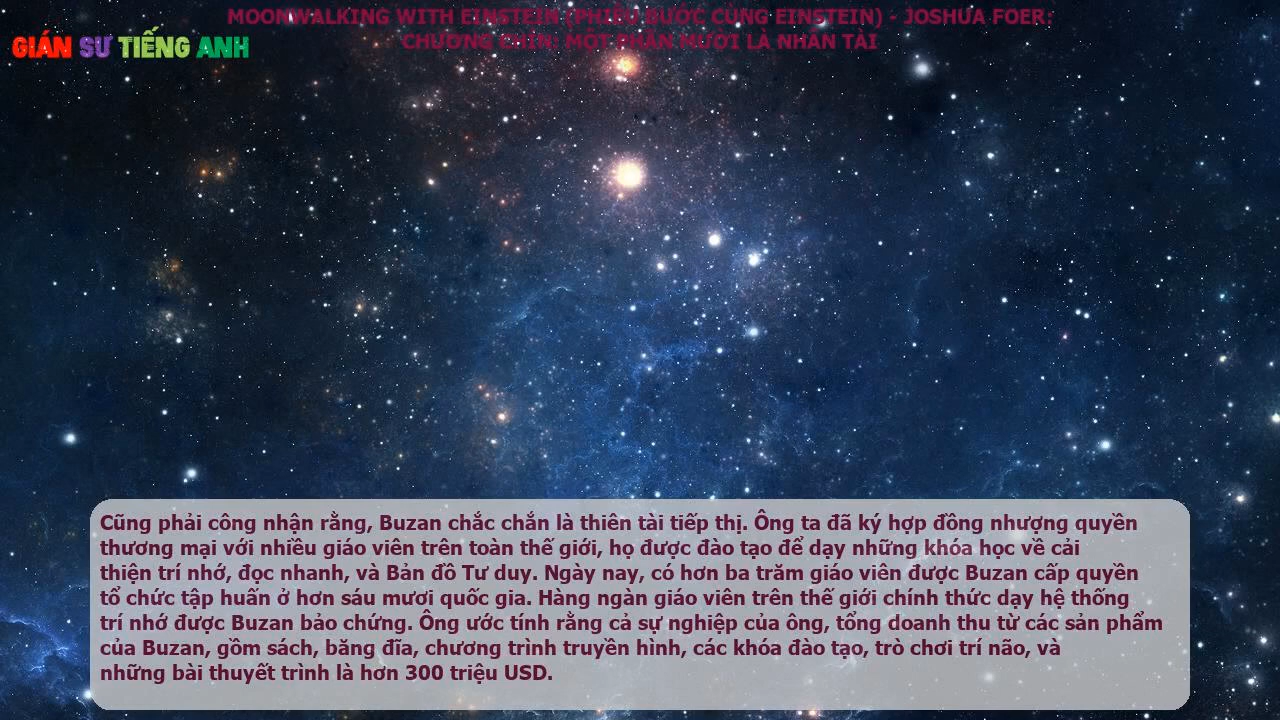 MOONWALKING WITH EINSTEIN (PHIÊU BƯỚC CÙNG EINSTEIN) - JOSHUA FOER:
CHƯƠNG CHÍN: MỘT PHẦN MƯỜI LÀ NHÂN TÀI
GIÁN SỨ TIẾNG ANH
Cũng phải công nhận rằng, Buzan chắc chắn là thiên tài tiếp thị. Ông ta đã ký hợp đồng nhượng quyền
thương mại với nhiều giáo viên trên toàn thế giới, họ được đào tạo để dạy những khóa học về cải
thiện trí nhớ, đọc nhanh, và Bản đồ Tư duy. Ngày nay, có hơn ba trăm giáo viên được Buzan cấp quyền
tổ chức tập huấn ở hơn sáu mươi quốc gia. Hàng ngàn giáo viên trên thế giới chính thức dạy hệ thống
trí nhớ được Buzan bảo chứng. Ông ước tính rằng cả sự nghiệp của ông, tổng doanh thu từ các sản phẩm
của Buzan, gồm sách, băng đĩa, chương trình truyền hình, các khóa đào tạo, trò chơi trí não, và
những bài thuyết trình là hơn 300 triệu USD.